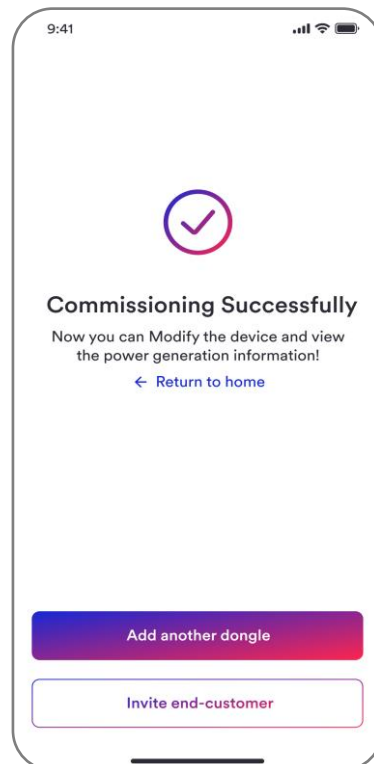 9:41
Commissioning Successfully
Now you can Modify the device and view
the power generation information!
← Return to home
Add another dongle
Invite end-customer